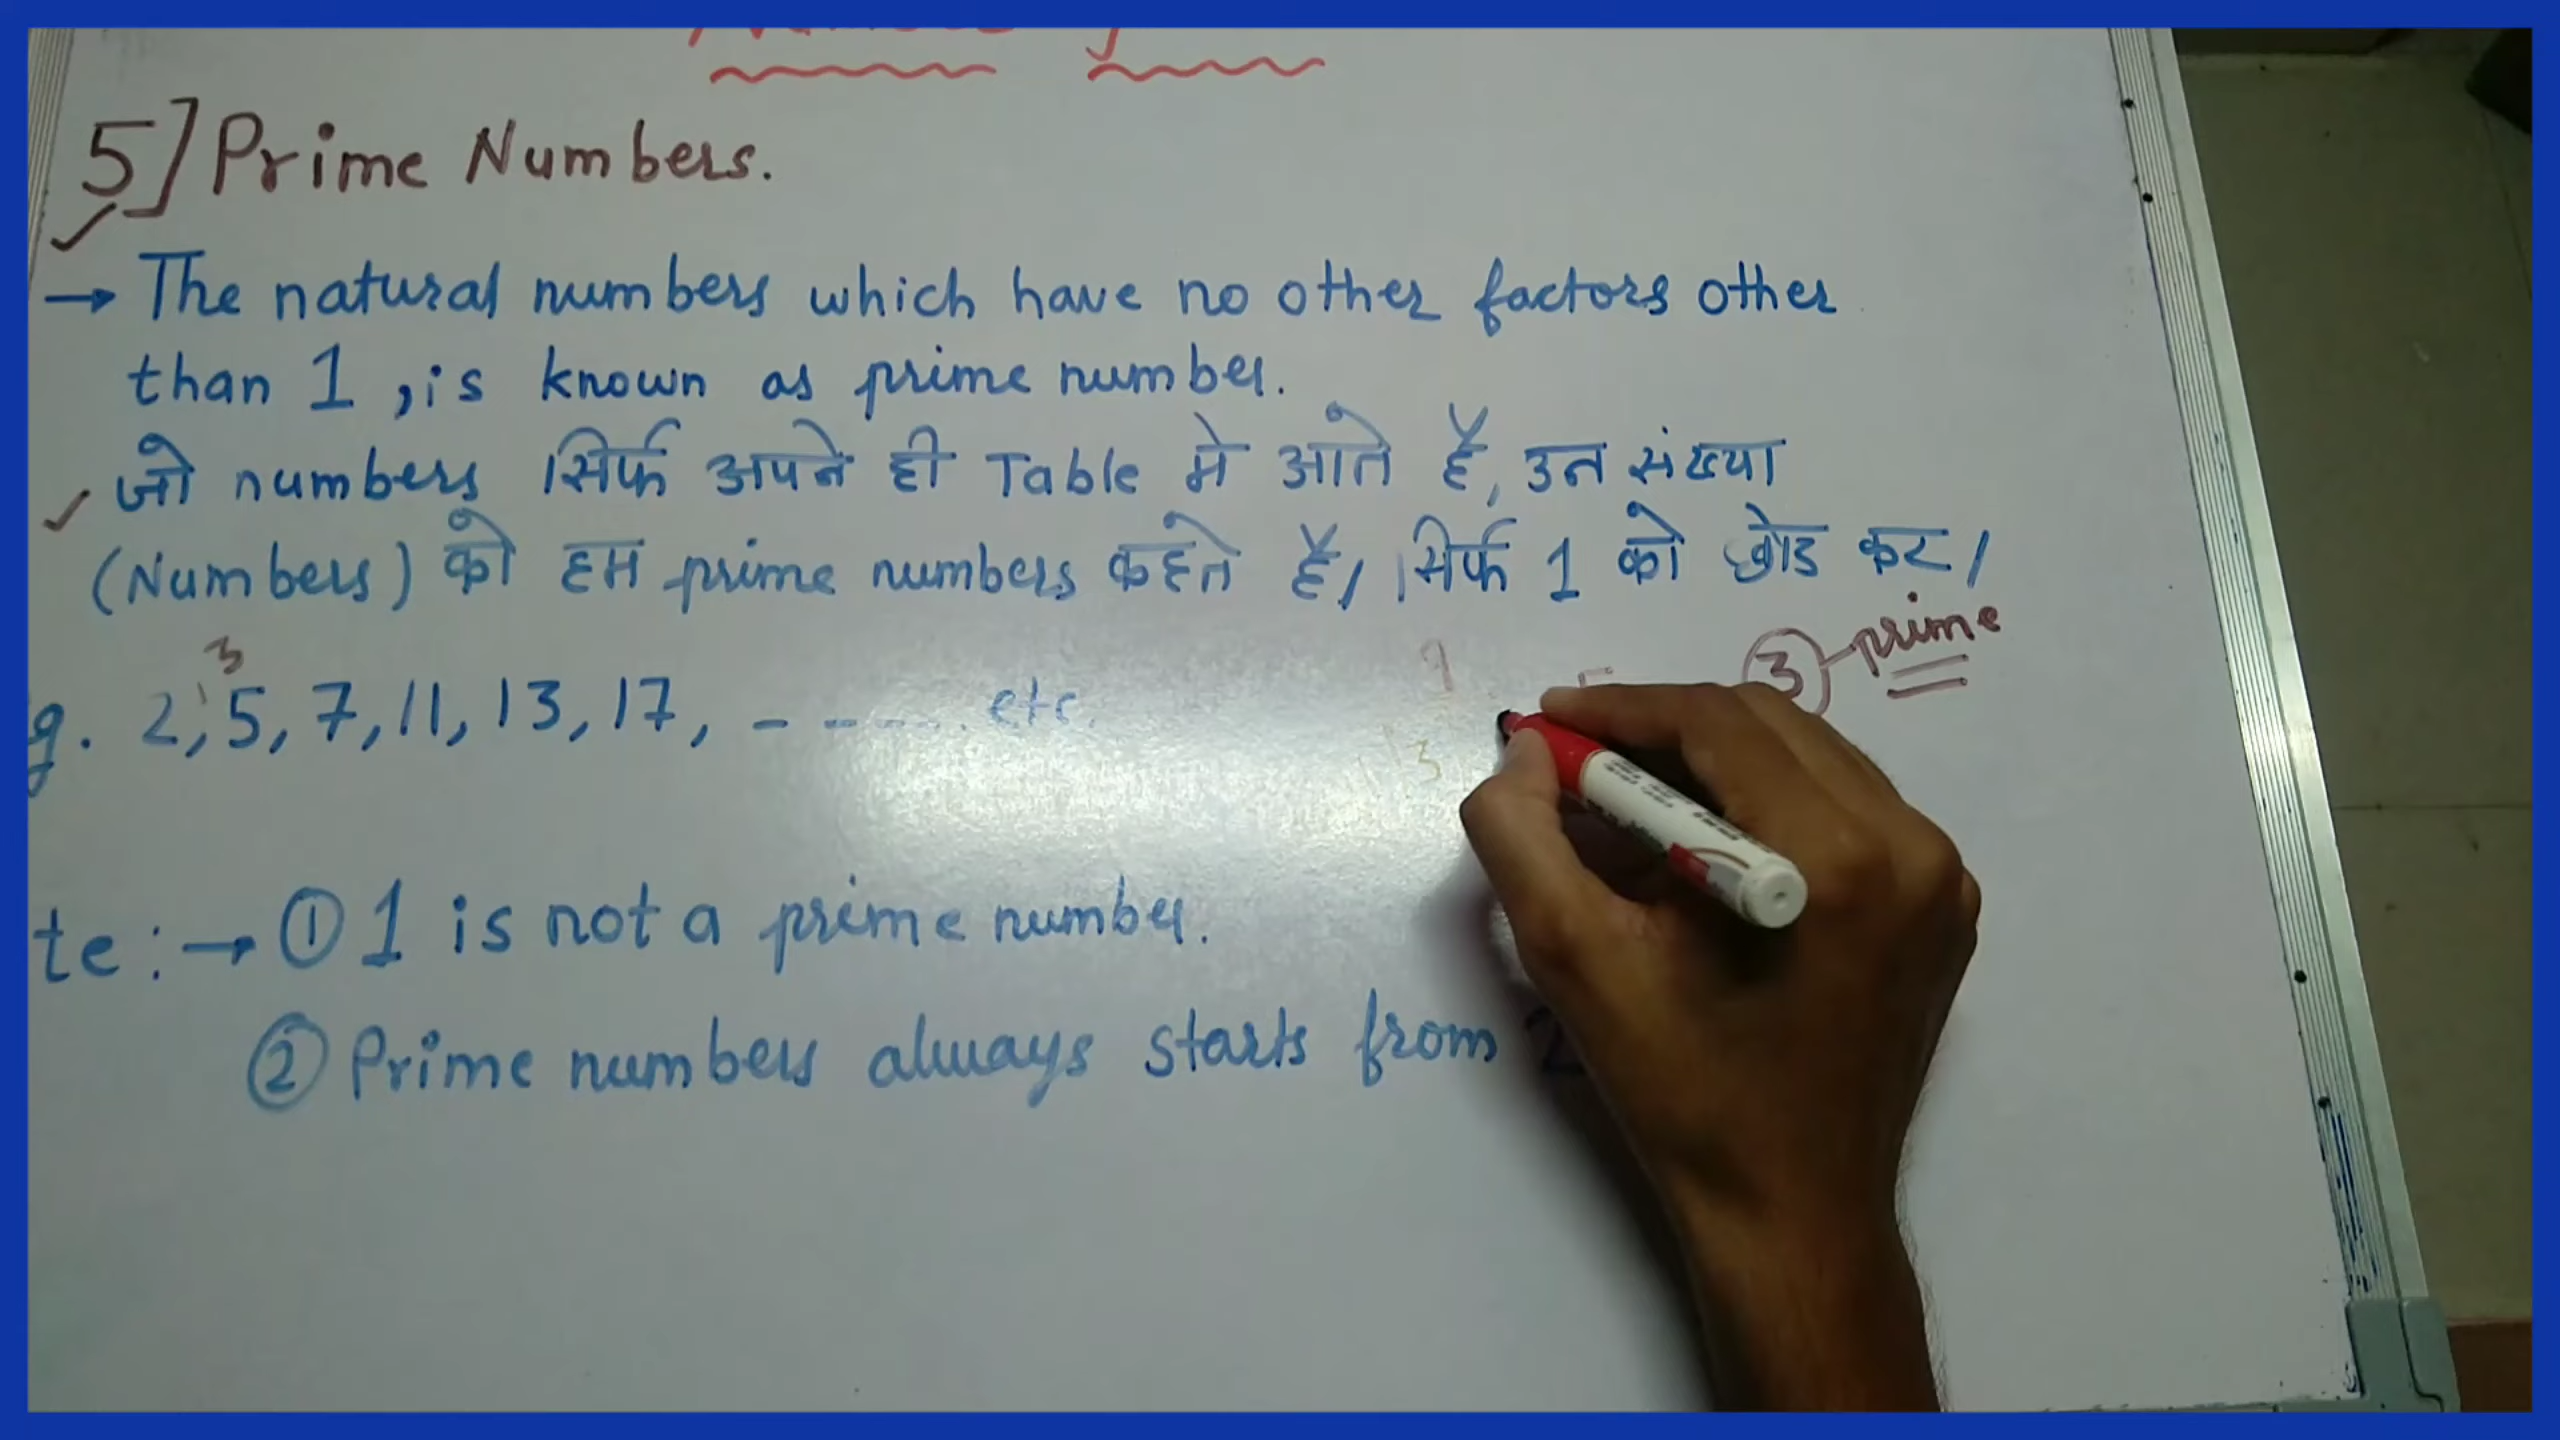 5] Prime Numbers.
→ The natural numbers which have no other factors other
than 1, is known as prime number.
जो numbers सिर्फ अपने ही Table मे आते हैं, उन संख्या
(Numbers) को हम prime numbers कहते हैं/ सिर्फ 1 को छोड कर/
3 – prime
3
g. 2, 5, 7, 11, 13, 17, - - - - . etc.
3
te : → ① 1 is not a prime number.
② Prime numbers always starts from 2